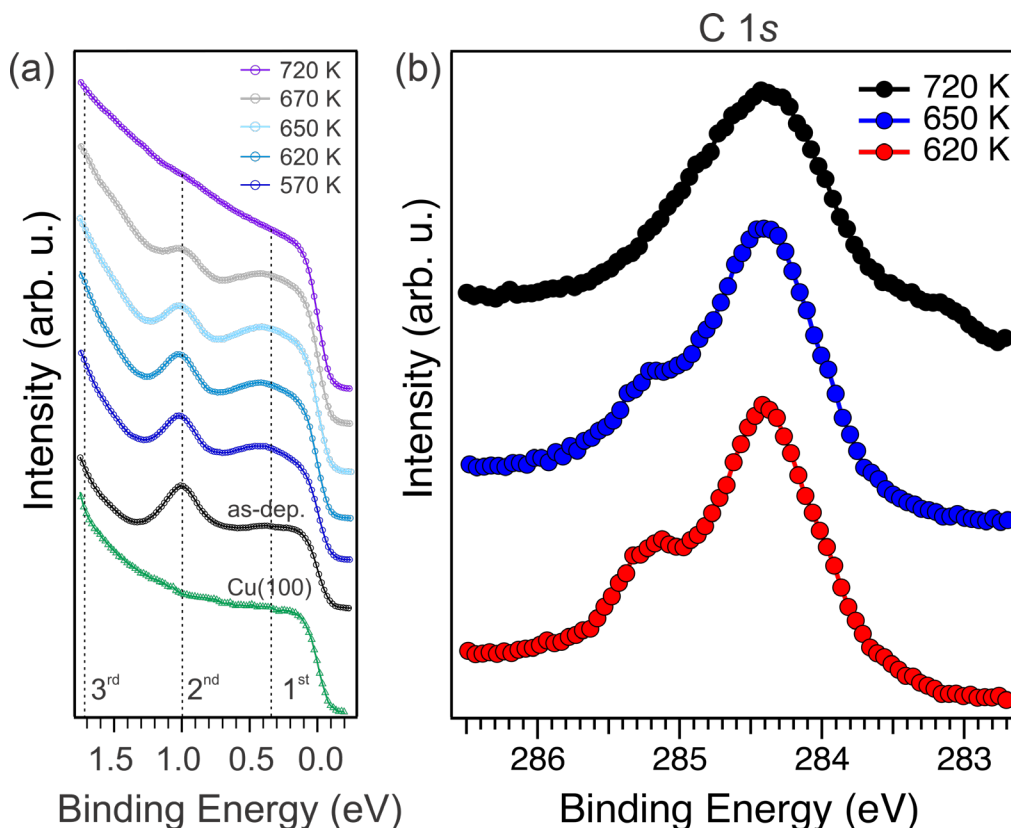 (a)
720 K
670 K
650 K
620 K
570 K
as-dep.
Cu(100)
3rd
2nd
1st
1.5 1.0 0.5 0.0
Binding Energy (eV)
Intensity (arb. u.)
(b)
C 1s
720 K
650 K
620 K
286 285 284 283
Binding Energy (eV)
Intensity (arb. u.)